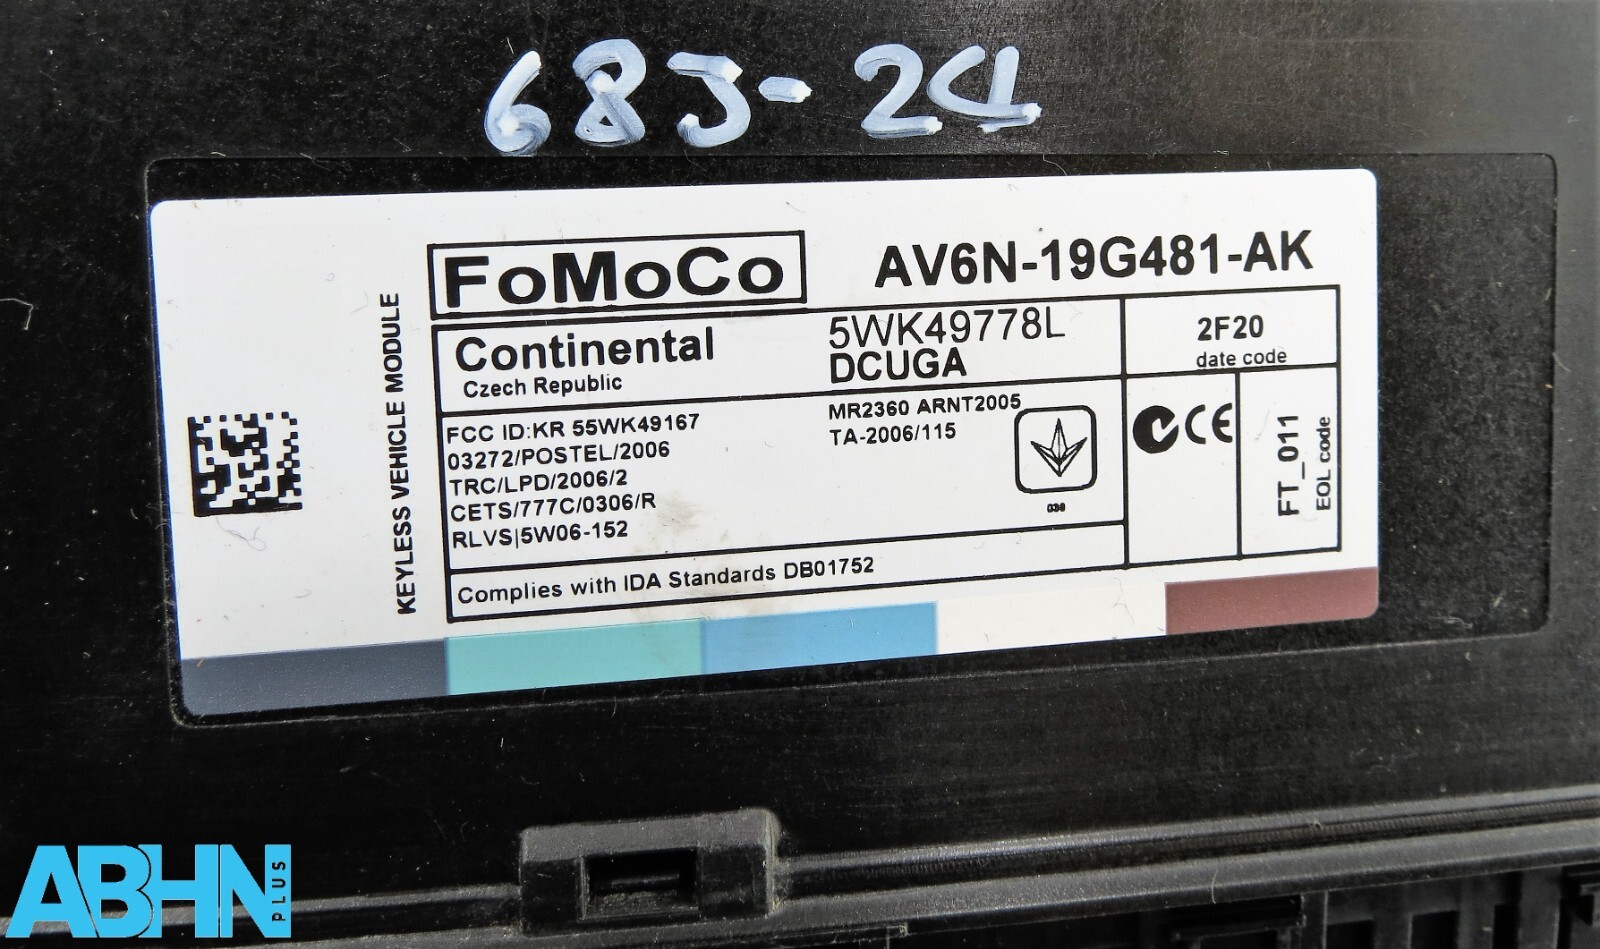 683-24
FoMoCo
AV6N-19G481-AK
KEYLESS VEHICLE MODULE
Continental
Czech Republic
5WK49778L
DCUGA
2F20
date code
FCC ID:KR 55WK49167
03272/POSTEL/2006
TRC/LPD/2006/2
CETS/777C/0306/R
RLVS|5W06-152
MR2360 ARNT2005
TA-2006/115
CE
FT_011
EOL code
Complies with IDA Standards DB01752
ABHN
PLUS